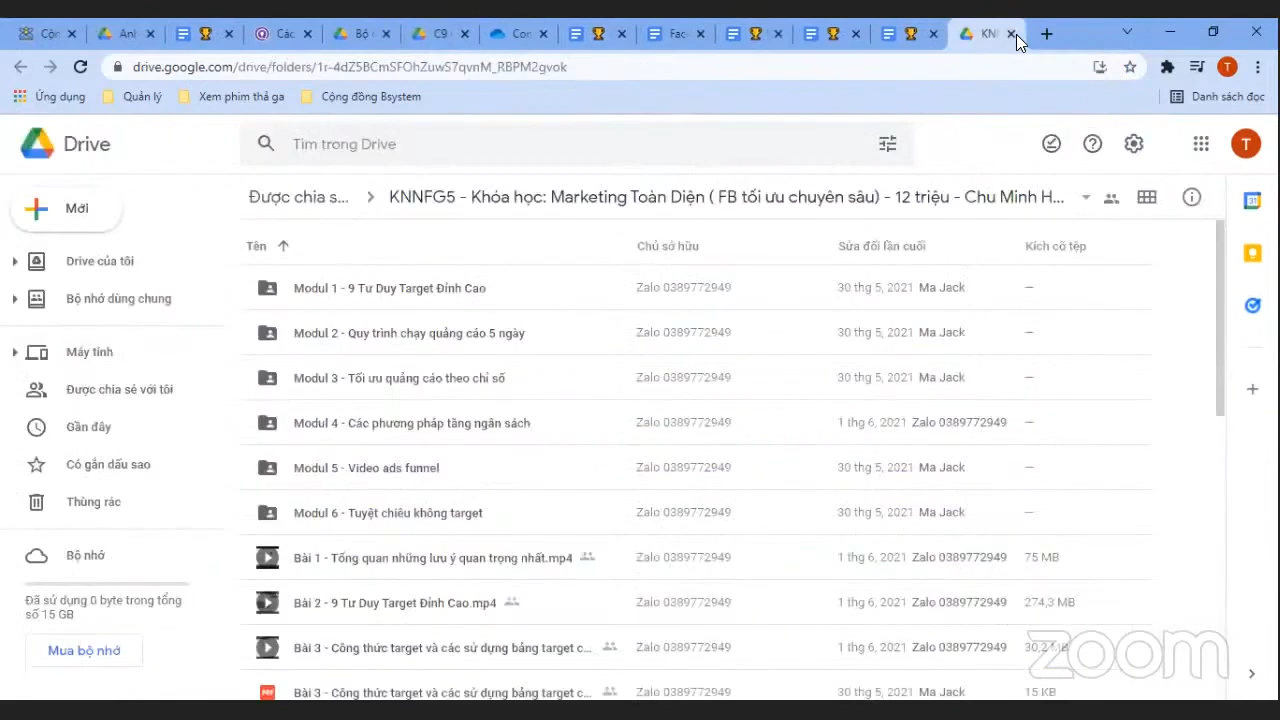 Cộn
Anh
🏆
Các
Bộ
C9
Con
🏆
Fac
🏆
🏆
🏆
KN
drive.google.com/drive/folders/1r-4dZ5BCmSFOhZuwS7qvnM_RBPM2gvok
T
Ứng dụng
Quản lý
Xem phim thả ga
Cộng đồng Bsystem
Danh sách đọc
Drive
Tìm trong Drive
T
Mới
Được chia s... > KNNFG5 - Khóa học: Marketing Toàn Diện ( FB tối ưu chuyên sâu) - 12 triệu - Chu Minh H...
31
Drive của tôi
Bộ nhớ dùng chung
Máy tính
Được chia sẻ với tôi
Gần đây
Có gắn dấu sao
Thùng rác
Bộ nhớ
Đã sử dụng 0 byte trong tổng
số 15 GB
Mua bộ nhớ
Tên Chủ sở hữu Sửa đổi lần cuối Kích cỡ tệp
Modul 1 - 9 Tư Duy Target Đỉnh Cao Zalo 0389772949 30 thg 5, 2021 Ma Jack —
Modul 2 - Quy trình chạy quảng cáo 5 ngày Zalo 0389772949 30 thg 5, 2021 Ma Jack —
Modul 3 - Tối ưu quảng cáo theo chỉ số Zalo 0389772949 30 thg 5, 2021 Ma Jack —
Modul 4 - Các phương pháp tăng ngân sách Zalo 0389772949 1 thg 6, 2021 Zalo 0389772949 —
Modul 5 - Video ads funnel Zalo 0389772949 30 thg 5, 2021 Ma Jack —
Modul 6 - Tuyệt chiêu không target Zalo 0389772949 30 thg 5, 2021 Ma Jack —
Bài 1 - Tổng quan những lưu ý quan trọng nhất.mp4 Zalo 0389772949 1 thg 6, 2021 Zalo 0389772949 75 MB
Bài 2 - 9 Tư Duy Target Đỉnh Cao.mp4 Zalo 0389772949 1 thg 6, 2021 Zalo 0389772949 274,3 MB
Bài 3 - Công thức target và các sử dụng bảng target c... Zalo 0389772949 1 thg 6, 2021 Zalo 0389772949 30,2 MB
PDF Bài 3 - Công thức target và các sử dụng bảng target c... Zalo 0389772949 30 thg 5, 2021 Ma Jack 15 KB
zoom